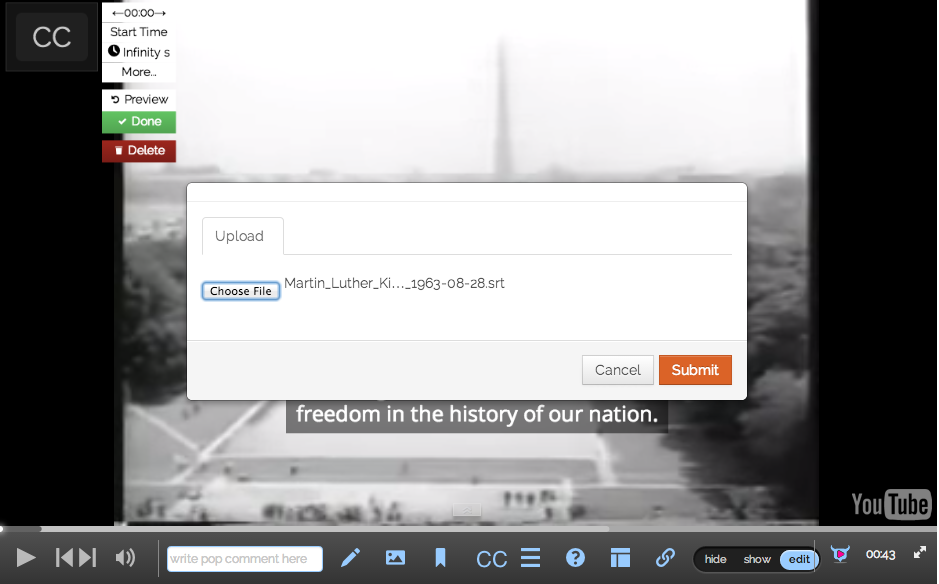 CC
←00:00→
Start Time
Infinity s
More...
Preview
Done
Delete
Upload
Choose File Martin_Luther_Ki..._1963-08-28.srt
Cancel Submit
freedom in the history of our nation.
YouTube
write pop comment here CC hide show edit 00:43